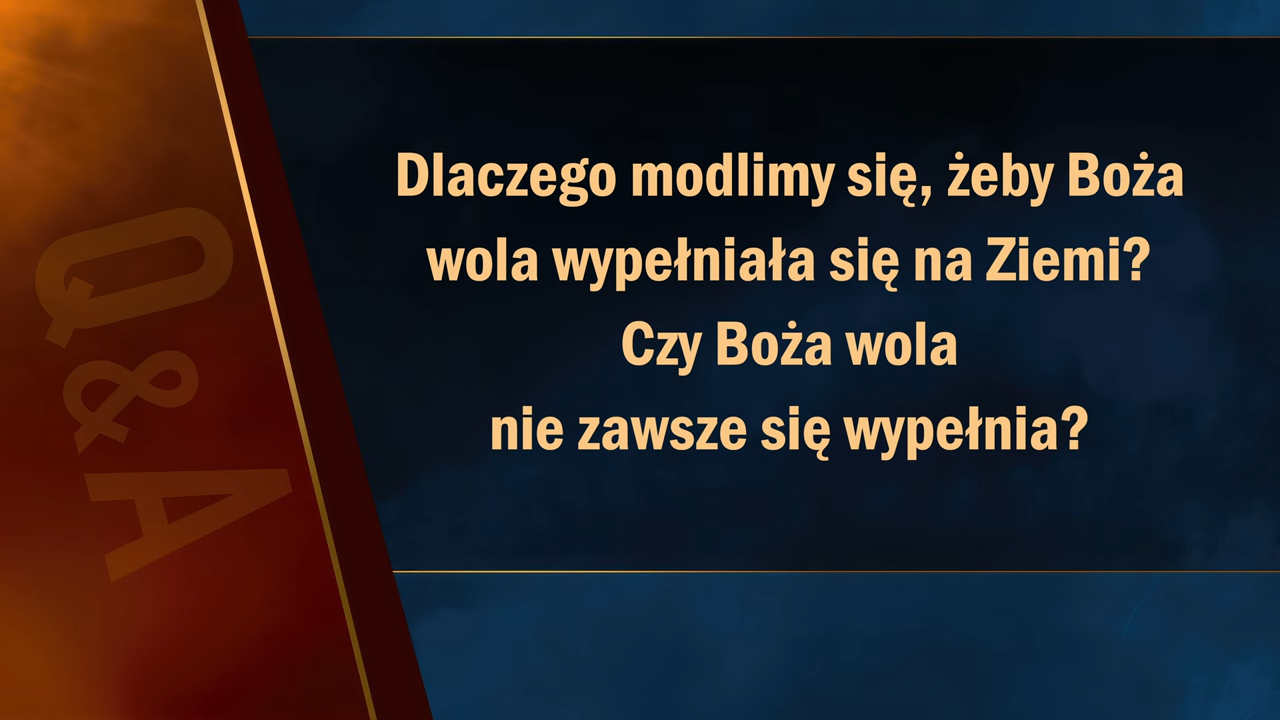 Q&A
Dlaczego modlimy się, żeby Boża
wola wypełniała się na Ziemi?
Czy Boża wola
nie zawsze się wypełnia?